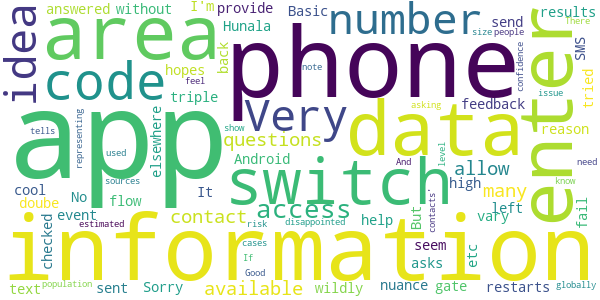 answered without I'm Basic number send results
idea area Hunala provide size people There
code hopes back phone SMS enter
triple feel note confidence tried issue
app Very data feedback
tells representing used elsewhere questions show asking reason
cool doube No flow Android switch allow level know need
It sources And high many
event contact access But contacts' left vary fail
checked estimated risk disappointed help seem etc
information
Sorry cases If asks nuance gate
text population sent available Good wildly restarts globally